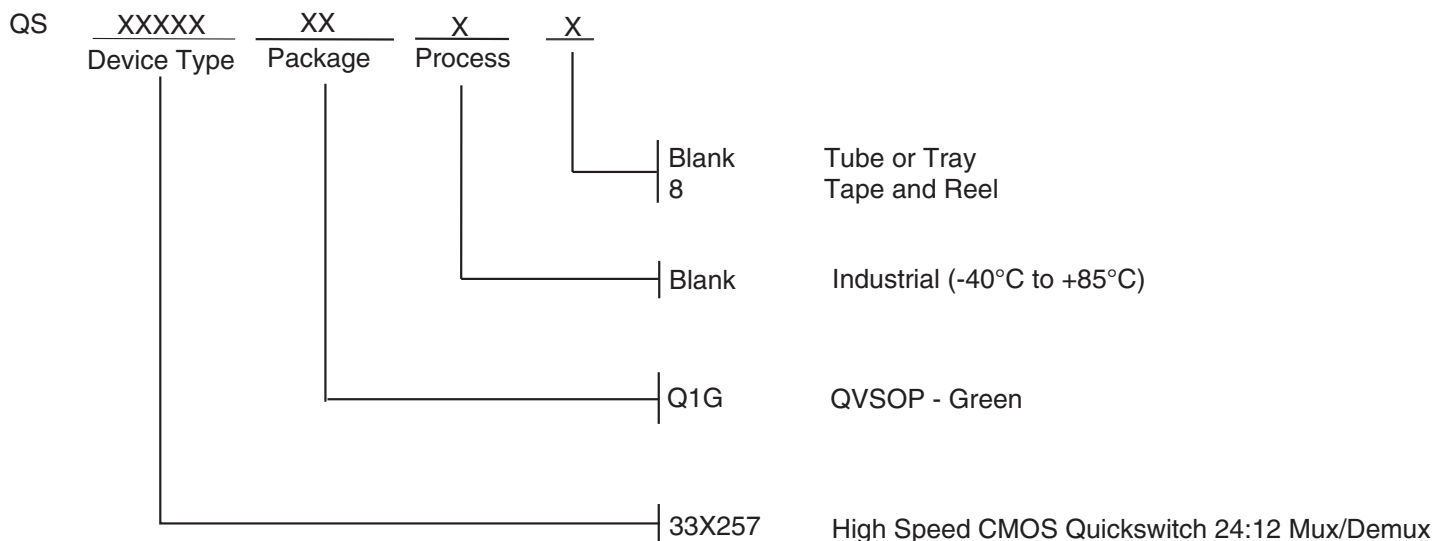 QS XXXXX XX X X
Device Type Package Process
Blank Tube or Tray
8 Tape and Reel
Blank Industrial (-40°C to +85°C)
Q1G QVSOP - Green
33X257 High Speed CMOS Quickswitch 24:12 Mux/Demux